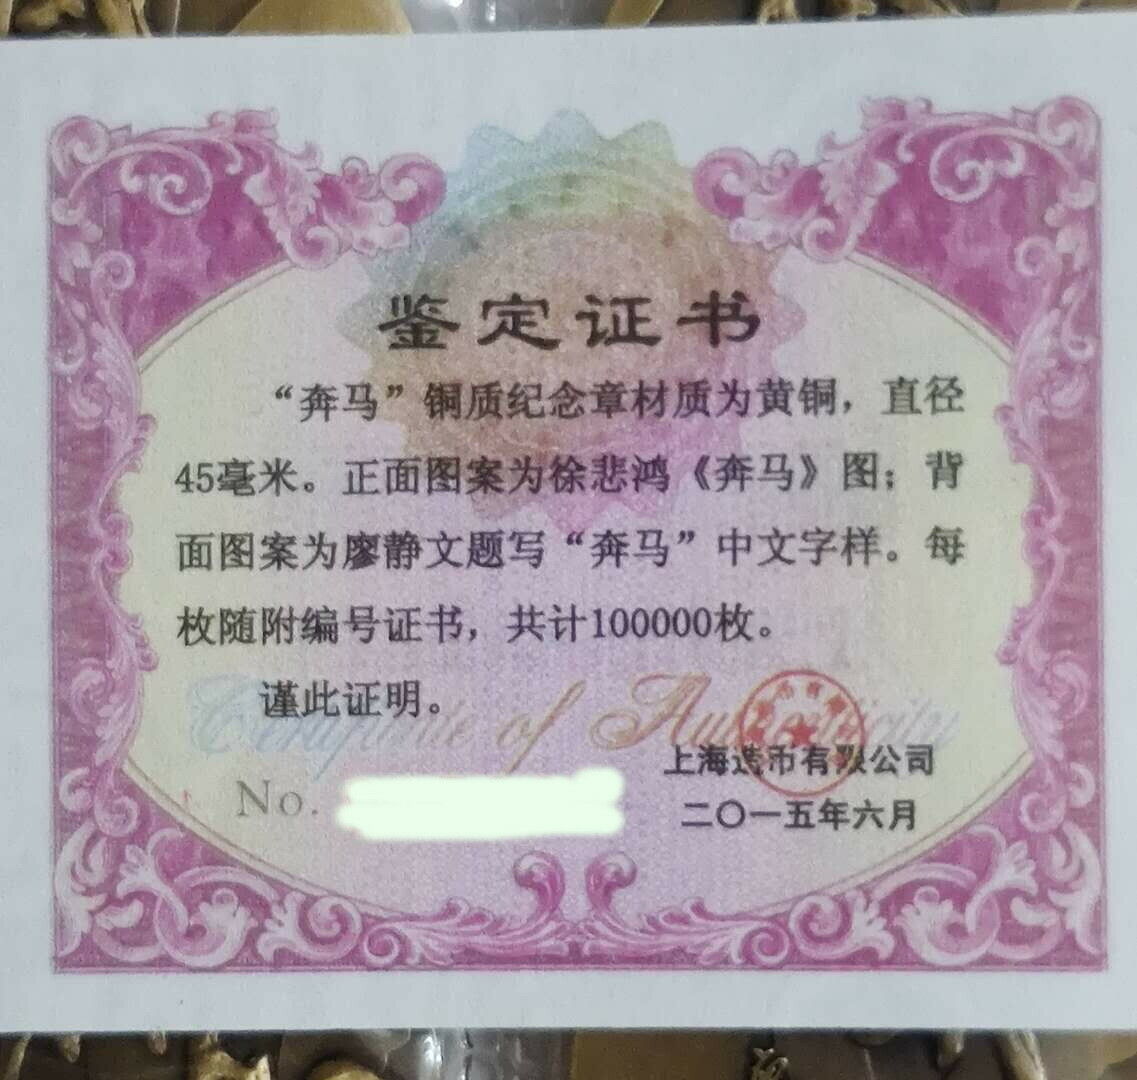 鉴定证书
“奔马”铜质纪念章材质为黄铜，直径
45毫米。正面图案为徐悲鸿《奔马》图；背
面图案为廖静文题写“奔马”中文字样。每
枚随附编号证书，共计100000枚。
谨此证明。
Certificate of Authenticity
上海造币有限公司
No.
二〇一五年六月